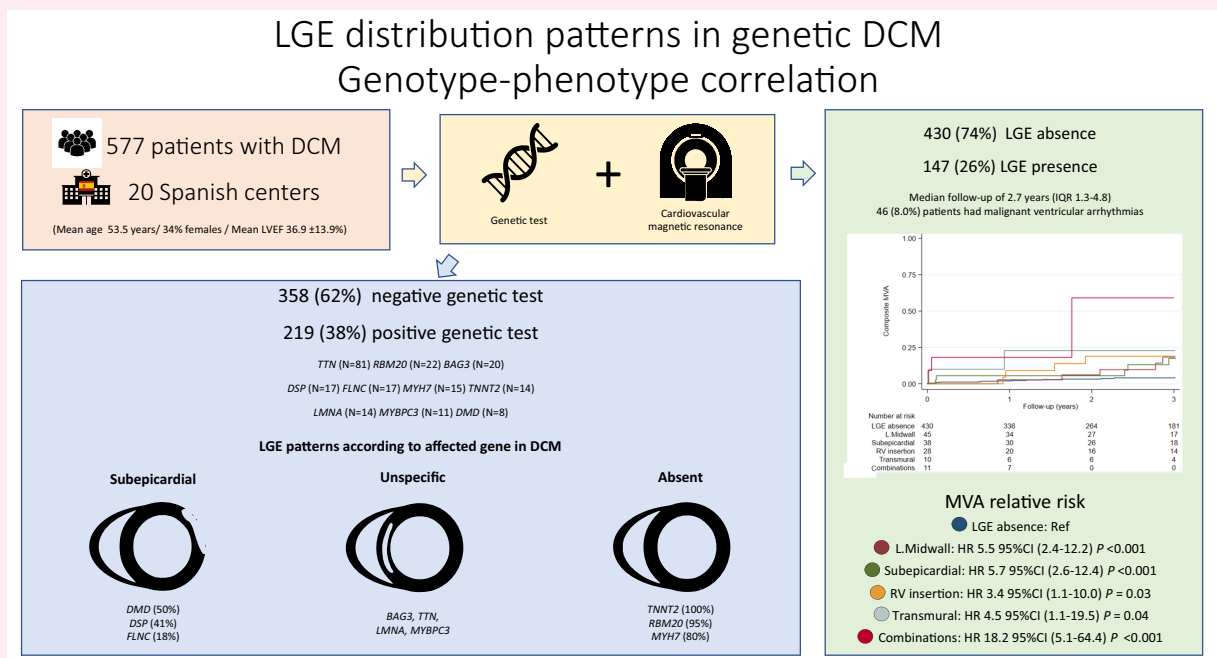 LGE distribution patterns in genetic DCM
Genotype-phenotype correlation
577 patients with DCM
20 Spanish centers
(Mean age 53.5 years/ 34% females / Mean LVEF 36.9 ±13.9%)
Genetic test
+
Cardiovascular
magnetic resonance
358 (62%) negative genetic test
219 (38%) positive genetic test
TTN (N=81) RBM20 (N=22) BAG3 (N=20)
DSP (N=17) FLNC (N=17) MYH7 (N=15) TNNT2 (N=14)
LMNA (N=14) MYBPC3 (N=11) DMD (N=8)
LGE patterns according to affected gene in DCM
Subepicardial
DMD (50%)
DSP (41%)
FLNC (18%)
Unspecific
BAG3, TTN,
LMNA, MYBPC3
Absent
TNNT2 (100%)
RBM20 (95%)
MYH7 (80%)
430 (74%) LGE absence
147 (26%) LGE presence
Median follow-up of 2.7 years (IQR 1.3-4.8)
46 (8.0%) patients had malignant ventricular arrhythmias
Composite MVA
1.00
0.75
0.50
0.25
0.00
0 1 2 3
Follow-up (years)
Number at risk
LGE absence 430 336 264 181
L.Midwall 45 34 27 17
Subepicardial 38 30 26 18
RV insertion 28 20 16 14
Transmural 10 6 6 4
Combinations 11 7 0 0
MVA relative risk
LGE absence: Ref
L.Midwall: HR 5.5 95%CI (2.4-12.2) P <0.001
Subepicardial: HR 5.7 95%CI (2.6-12.4) P <0.001
RV insertion: HR 3.4 95%CI (1.1-10.0) P = 0.03
Transmural: HR 4.5 95%CI (1.1-19.5) P = 0.04
Combinations: HR 18.2 95%CI (5.1-64.4) P <0.001